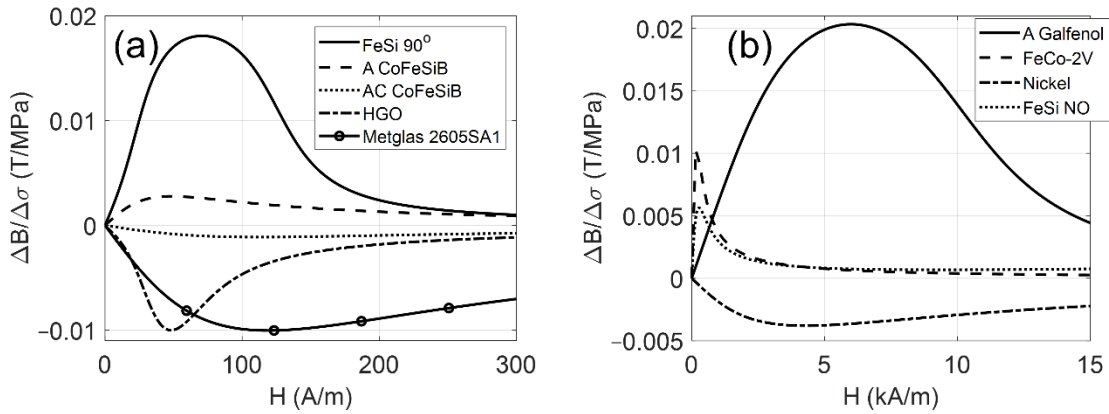 (a)
0.02
0.01
0
−0.01
ΔB/Δσ (T/MPa)
FeSi 90°
A CoFeSiB
AC CoFeSiB
HGO
Metglas 2605SA1
0 100 200 300
H (A/m)
(b)
0.02
0.015
0.01
0.005
0
−0.005
ΔB/Δσ (T/MPa)
A Galfenol
FeCo-2V
Nickel
FeSi NO
0 5 10 15
H (kA/m)